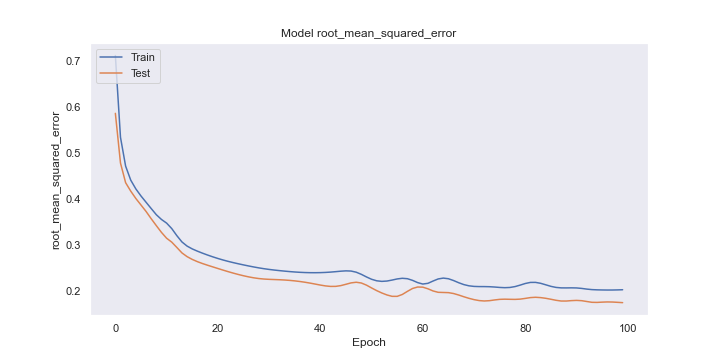 Model root_mean_squared_error
Train
Test
root_mean_squared_error
0.7
0.6
0.5
0.4
0.3
0.2
0 20 40 60 80 100
Epoch